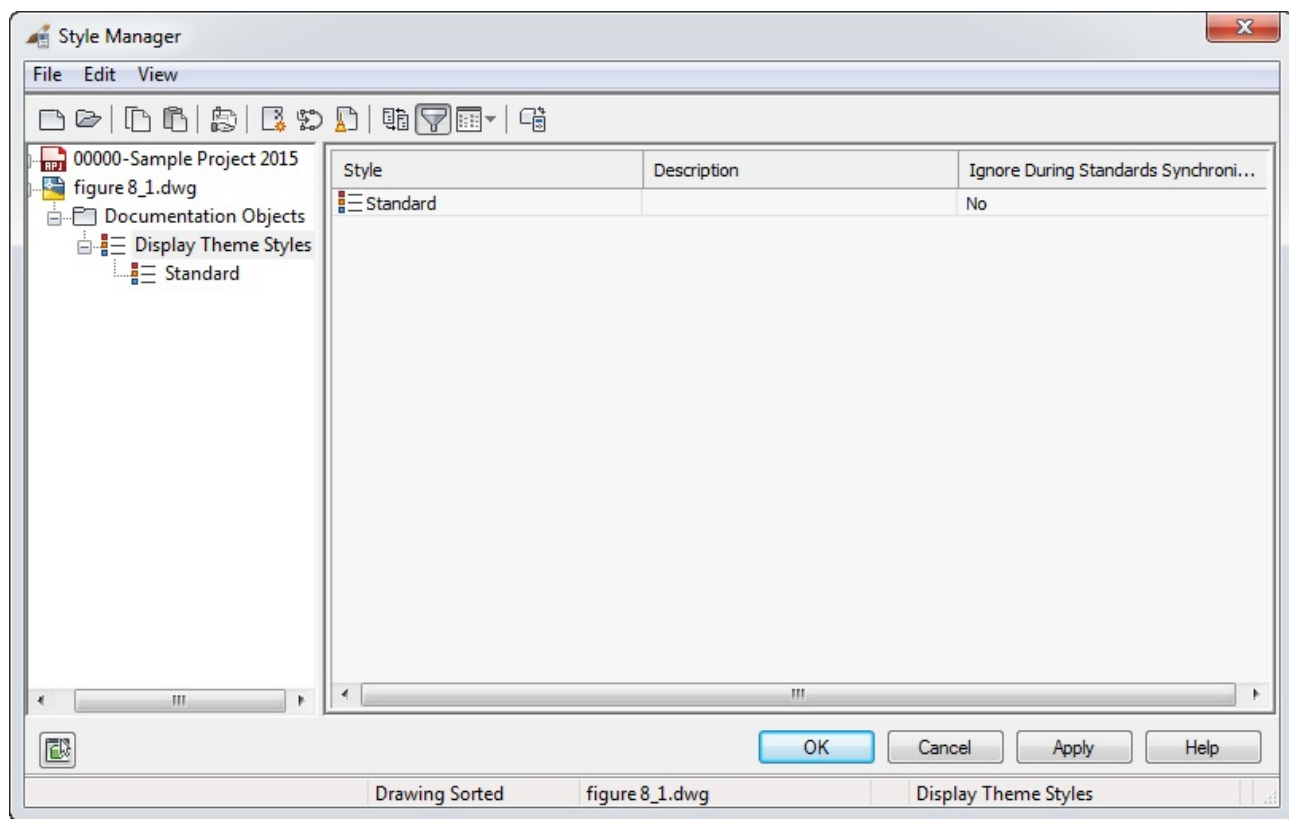 Style Manager
File Edit View
00000-Sample Project 2015
figure 8_1.dwg
Documentation Objects
Display Theme Styles
Standard
Style Description Ignore During Standards Synchroni...
Standard No
OK Cancel Apply Help
Drawing Sorted figure 8_1.dwg Display Theme Styles